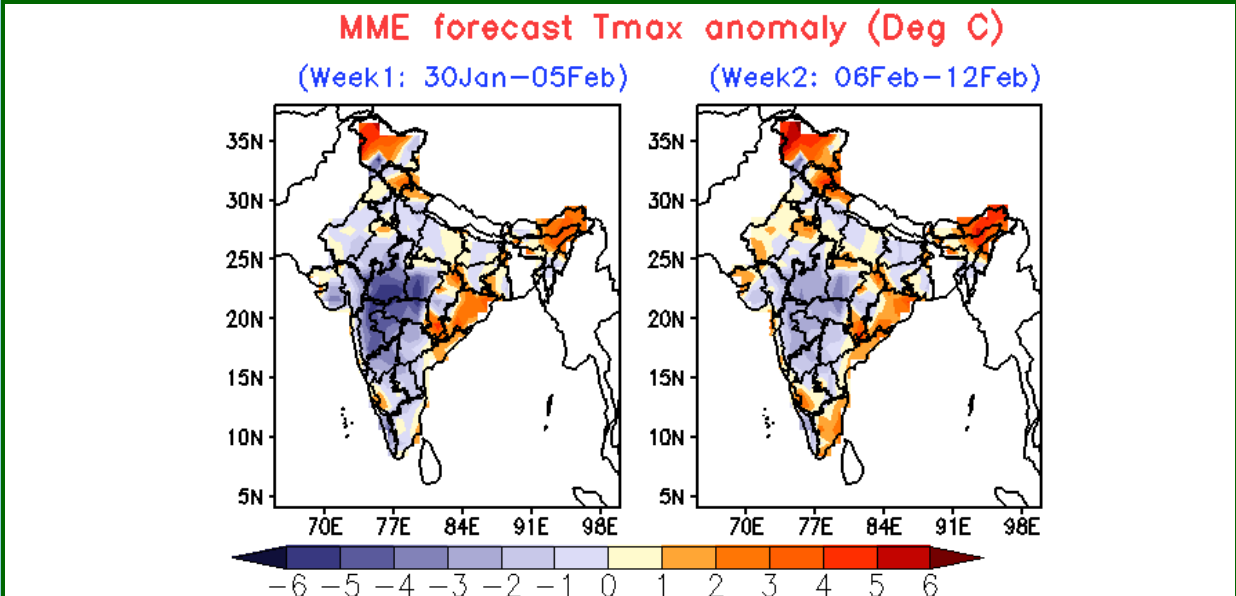 MME forecast Tmax anomaly (Deg C)
(Week1: 30Jan−05Feb) (Week2: 06Feb−12Feb)
35N 35N
30N 30N
25N 25N
20N 20N
15N 15N
10N 10N
5N 5N
70E 77E 84E 91E 98E 70E 77E 84E 91E 98E
−6 −5 −4 −3 −2 −1 0 1 2 3 4 5 6